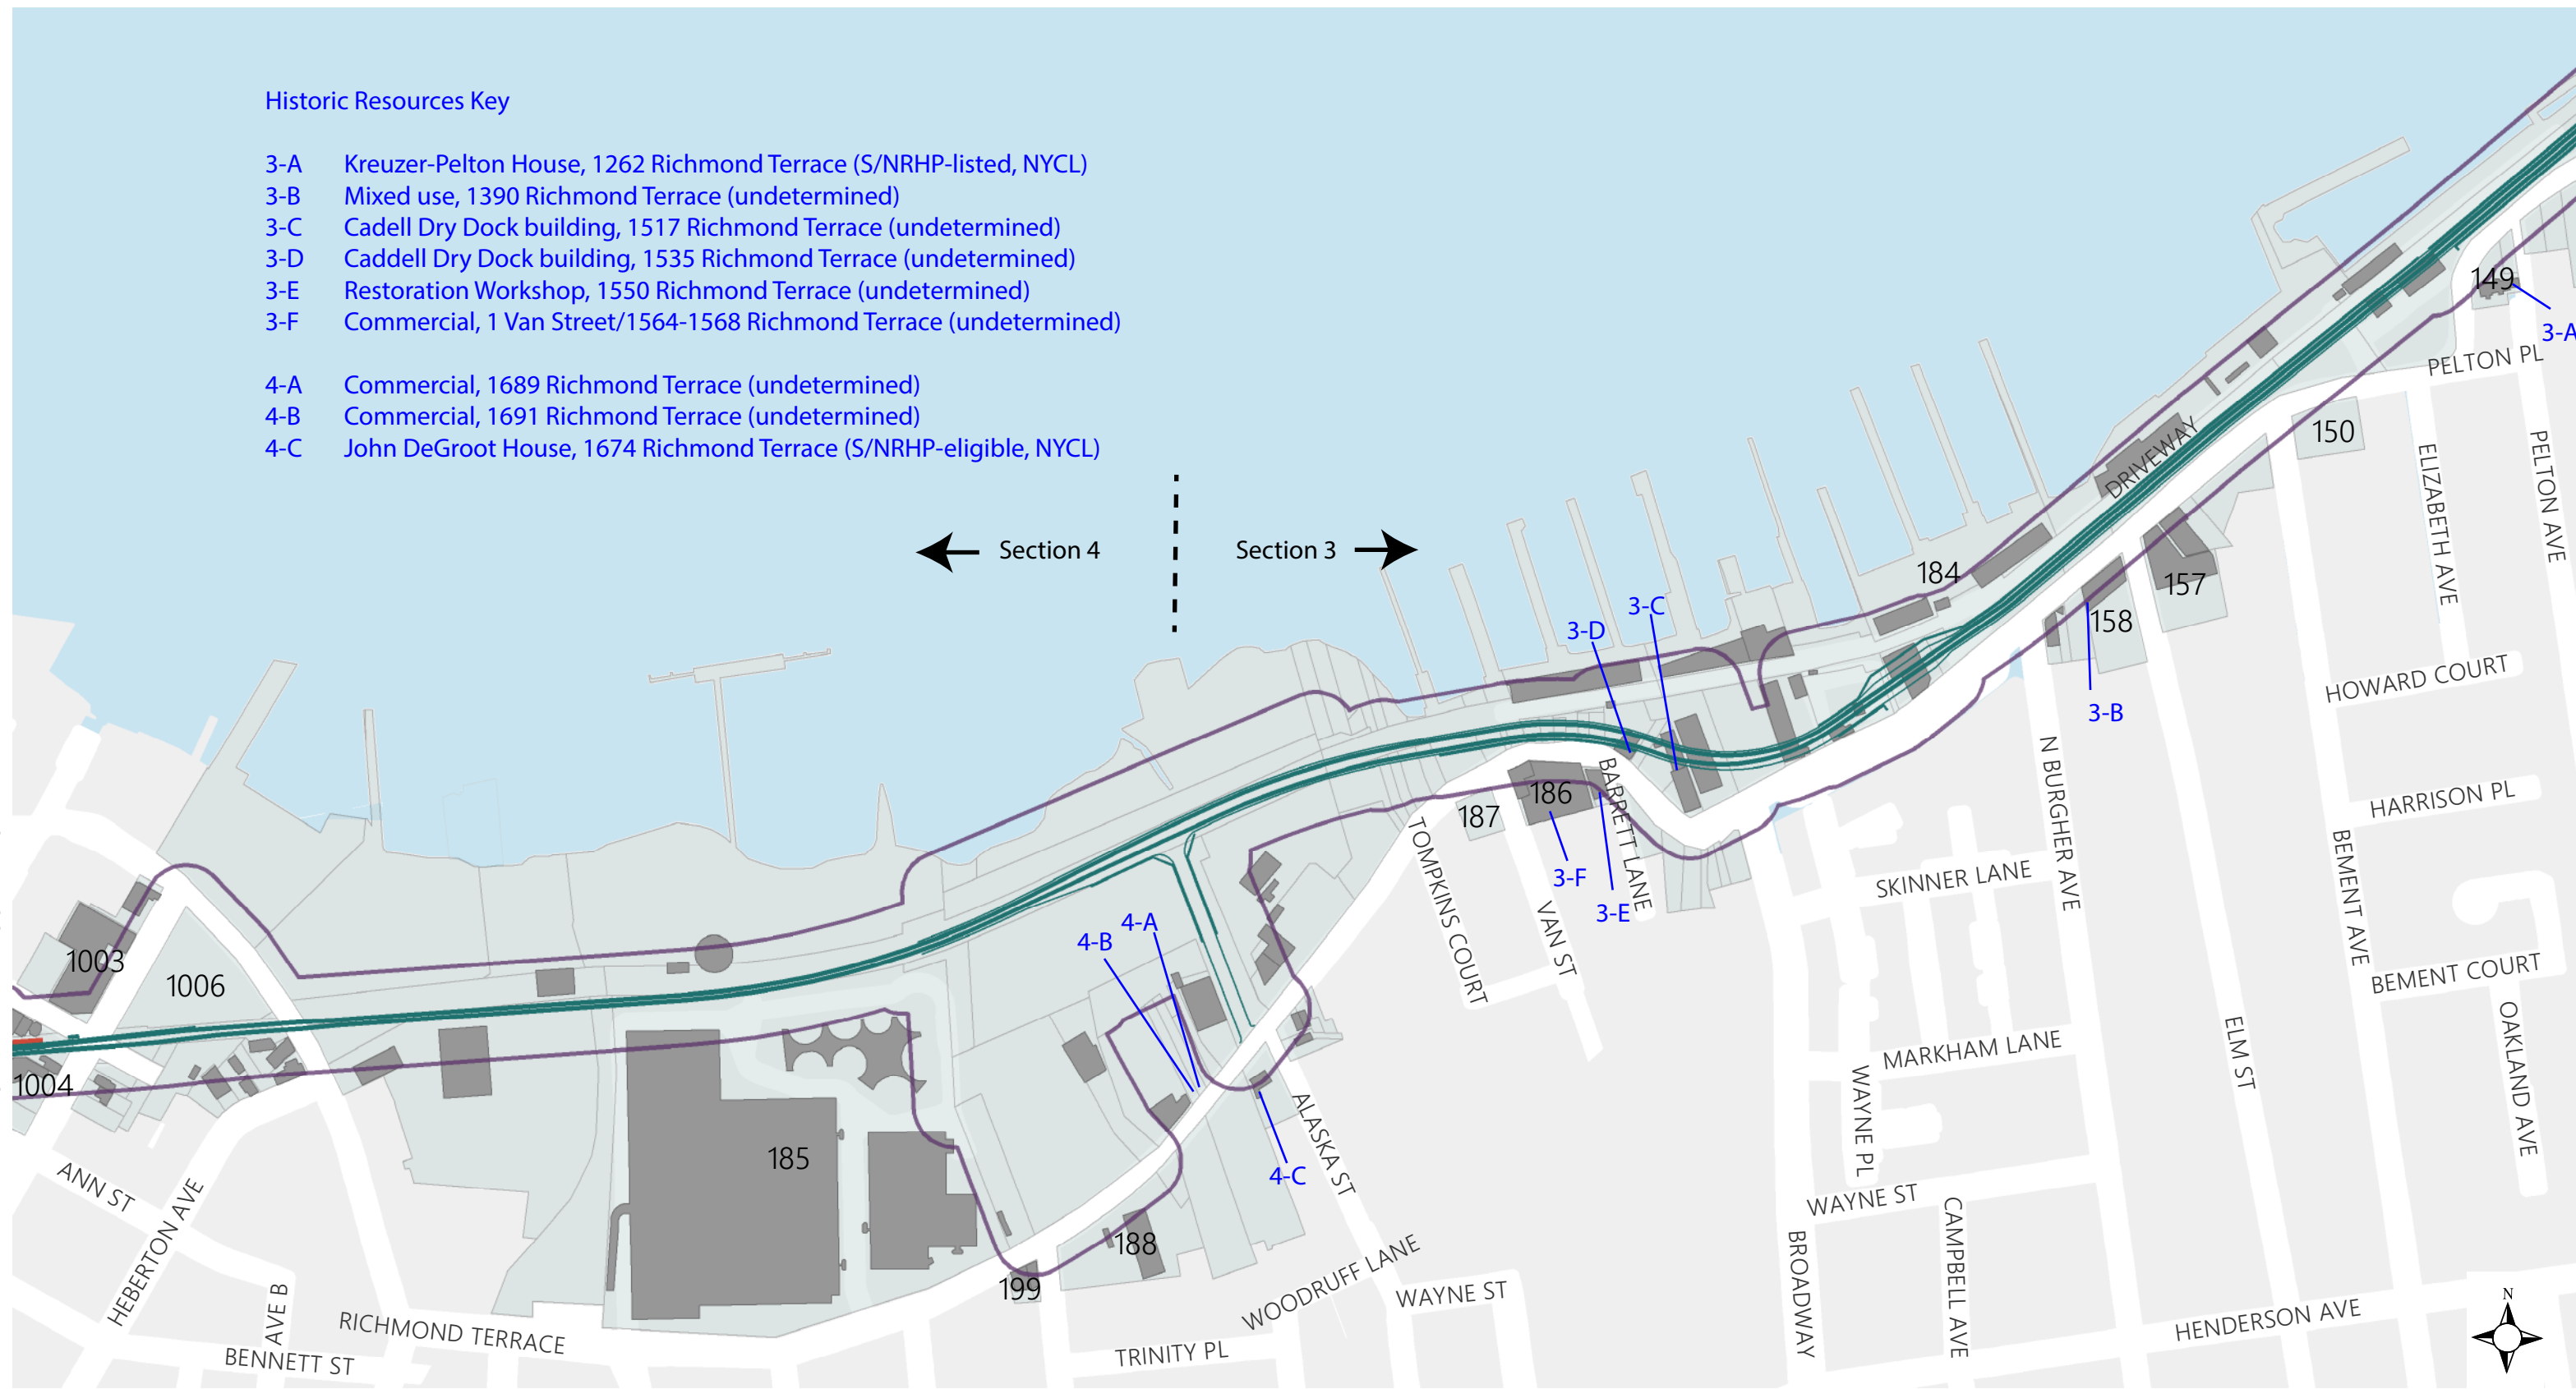 Historic Resources Key
3-A Kreuzer-Pelton House, 1262 Richmond Terrace (S/NRHP-listed, NYCL)
3-B Mixed use, 1390 Richmond Terrace (undetermined)
3-C Cadell Dry Dock building, 1517 Richmond Terrace (undetermined)
3-D Caddell Dry Dock building, 1535 Richmond Terrace (undetermined)
3-E Restoration Workshop, 1550 Richmond Terrace (undetermined)
3-F Commercial, 1 Van Street/1564-1568 Richmond Terrace (undetermined)
4-A Commercial, 1689 Richmond Terrace (undetermined)
4-B Commercial, 1691 Richmond Terrace (undetermined)
4-C John DeGroot House, 1674 Richmond Terrace (S/NRHP-eligible, NYCL)
Section 4
Section 3
149
3-A
PELTON PL
150
DRIVEWAY
ELIZABETH AVE
PELTON AVE
184
157
158
3-C
3-D
3-B
HOWARD COURT
N BURGHER AVE
HARRISON PL
186
187
BARRETT LANE
TOMPKINS COURT
3-F
3-E
VAN ST
SKINNER LANE
BEMENT AVE
BEMENT COURT
4-A
4-B
1003
1006
1004
OAKLAND AVE
ELM ST
MARKHAM LANE
WAYNE PL
ALASKA ST
4-C
185
ANN ST
HEBERTON AVE
WAYNE ST
CAMPBELL AVE
BROADWAY
188
199
WOODRUFF LANE
WAYNE ST
AVE B
RICHMOND TERRACE
BENNETT ST
TRINITY PL
HENDERSON AVE
N